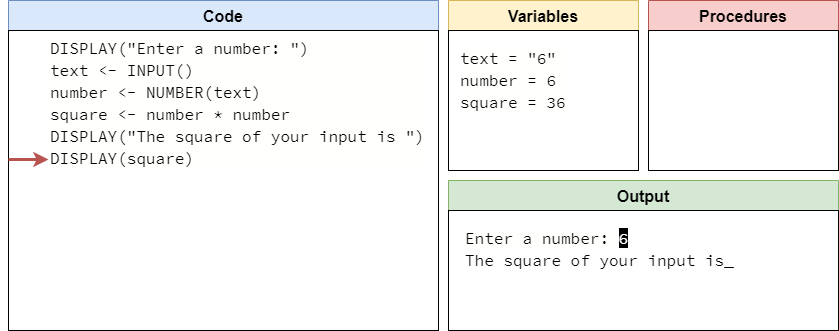 Code
DISPLAY("Enter a number: ")
text <- INPUT()
number <- NUMBER(text)
square <- number * number
DISPLAY("The square of your input is ")
DISPLAY(square)
Variables
text = "6"
number = 6
square = 36
Procedures
Output
Enter a number: 6
The square of your input is_